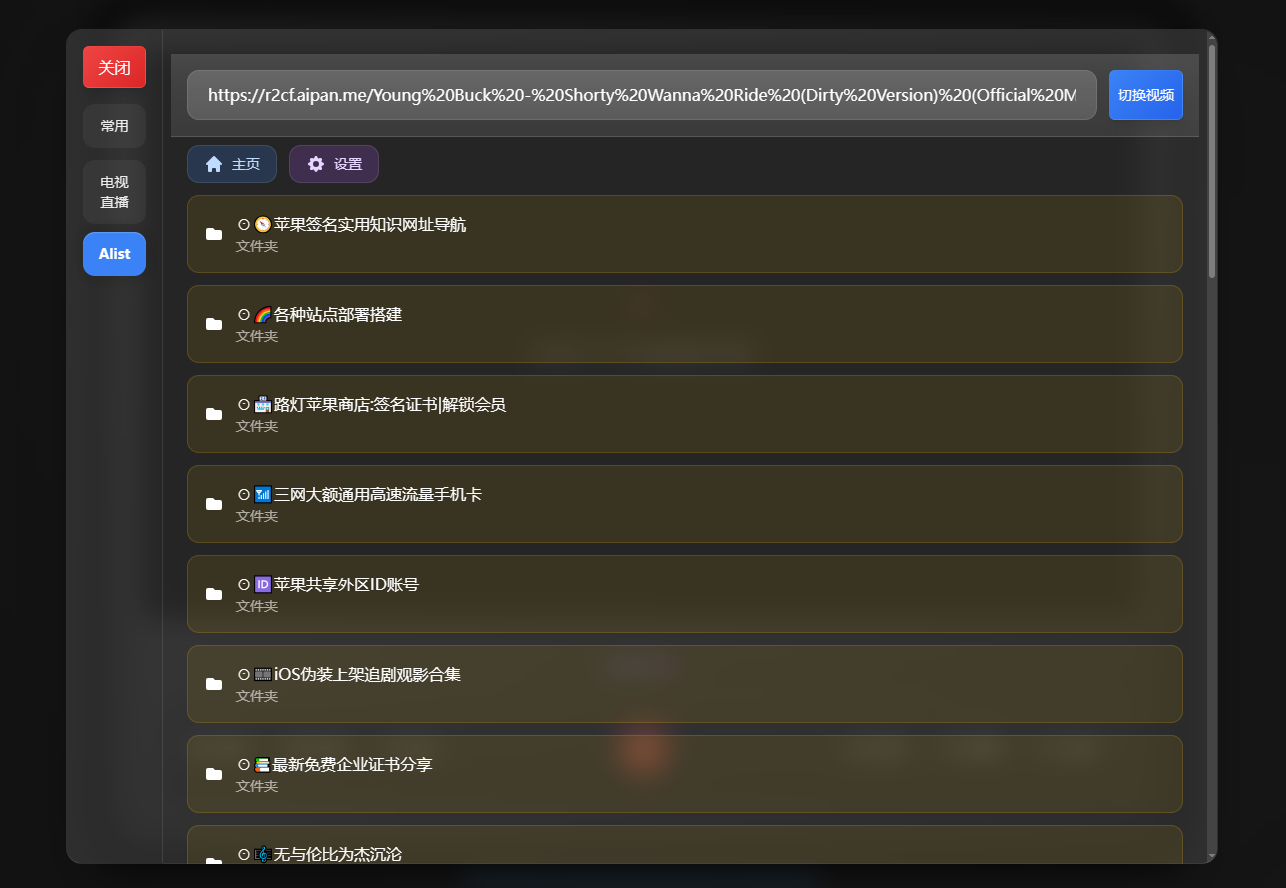 关闭
常用
电视
直播
Alist
https://r2cf.aipan.me/Young%20Buck%20-%20Shorty%20Wanna%20Ride%20(Dirty%20Version)%20(Official%20M
切换视频
主页
设置
⊙🧭苹果签名实用知识网址导航
文件夹
⊙🌈各种站点部署搭建
文件夹
⊙🏪路灯苹果商店:签名证书|解锁会员
文件夹
⊙📶三网大额通用高速流量手机卡
文件夹
⊙🆔苹果共享外区ID账号
文件夹
⊙🎞️iOS伪装上架追剧观影合集
文件夹
⊙📚最新免费企业证书分享
文件夹
⊙🎼无与伦比为杰沉沦